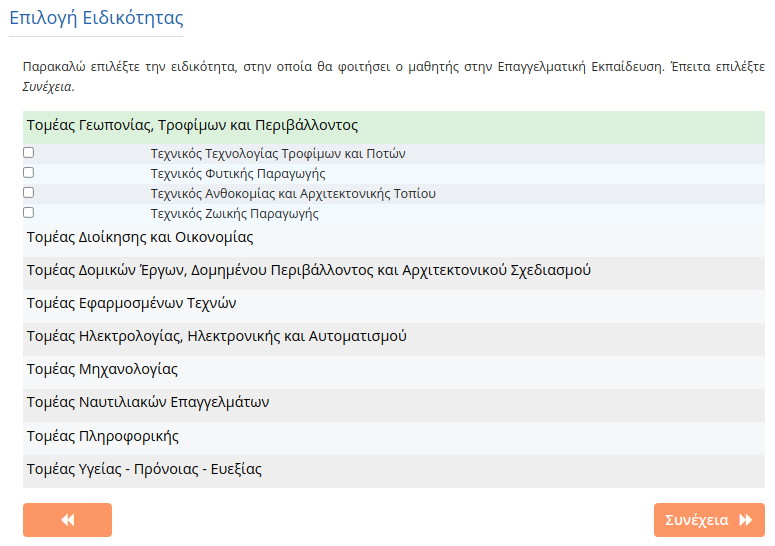 Επιλογή Ειδικότητας
Παρακαλώ επιλέξτε την ειδικότητα, στην οποία θα φοιτήσει ο μαθητής στην Επαγγελματική Εκπαίδευση. Έπειτα επιλέξτε
Συνέχεια.
Τομέας Γεωπονίας, Τροφίμων και Περιβάλλοντος
Τεχνικός Τεχνολογίας Τροφίμων και Ποτών
Τεχνικός Φυτικής Παραγωγής
Τεχνικός Ανθοκομίας και Αρχιτεκτονικής Τοπίου
Τεχνικός Ζωικής Παραγωγής
Τομέας Διοίκησης και Οικονομίας
Τομέας Δομικών Έργων, Δομημένου Περιβάλλοντος και Αρχιτεκτονικού Σχεδιασμού
Τομέας Εφαρμοσμένων Τεχνών
Τομέας Ηλεκτρολογίας, Ηλεκτρονικής και Αυτοματισμού
Τομέας Μηχανολογίας
Τομέας Ναυτιλιακών Επαγγελμάτων
Τομέας Πληροφορικής
Τομέας Υγείας - Πρόνοιας - Ευεξίας
Συνέχεια